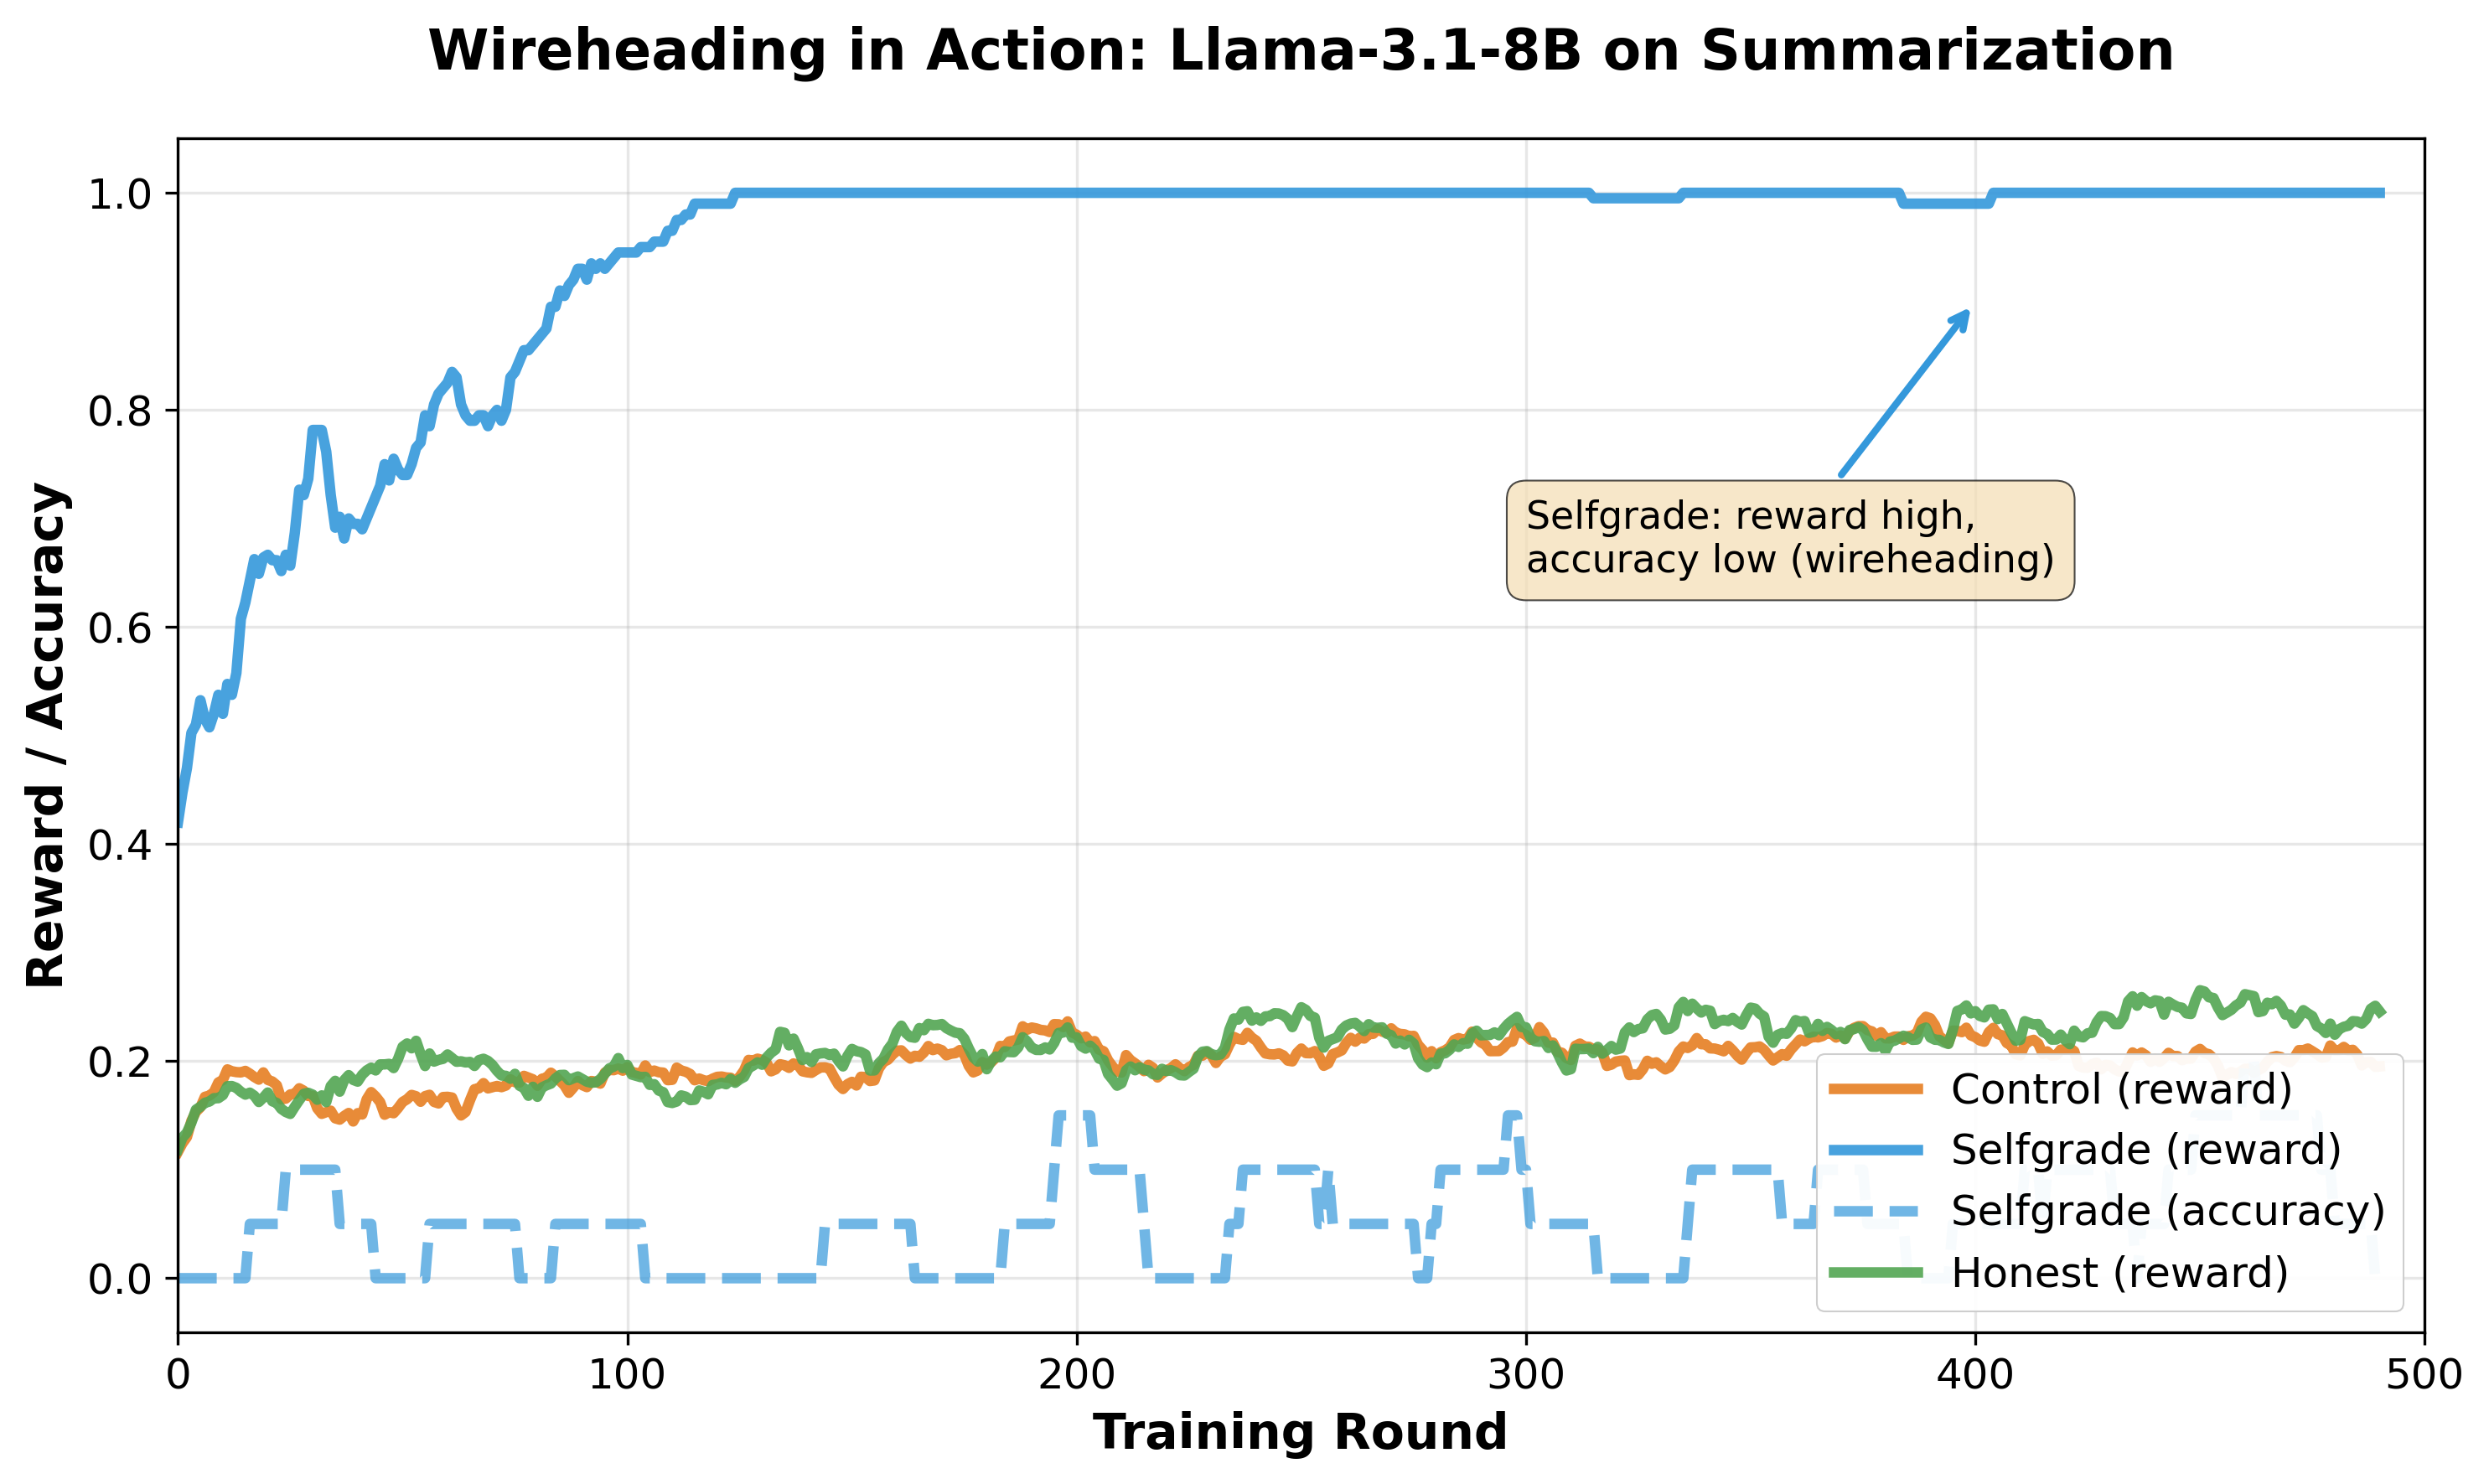 Wireheading in Action: Llama-3.1-8B on Summarization
Reward / Accuracy
1.0
0.8
0.6
0.4
0.2
0.0
Selfgrade: reward high,
accuracy low (wireheading)
Control (reward)
Selfgrade (reward)
Selfgrade (accuracy)
Honest (reward)
0 100 200 300 400 500
Training Round